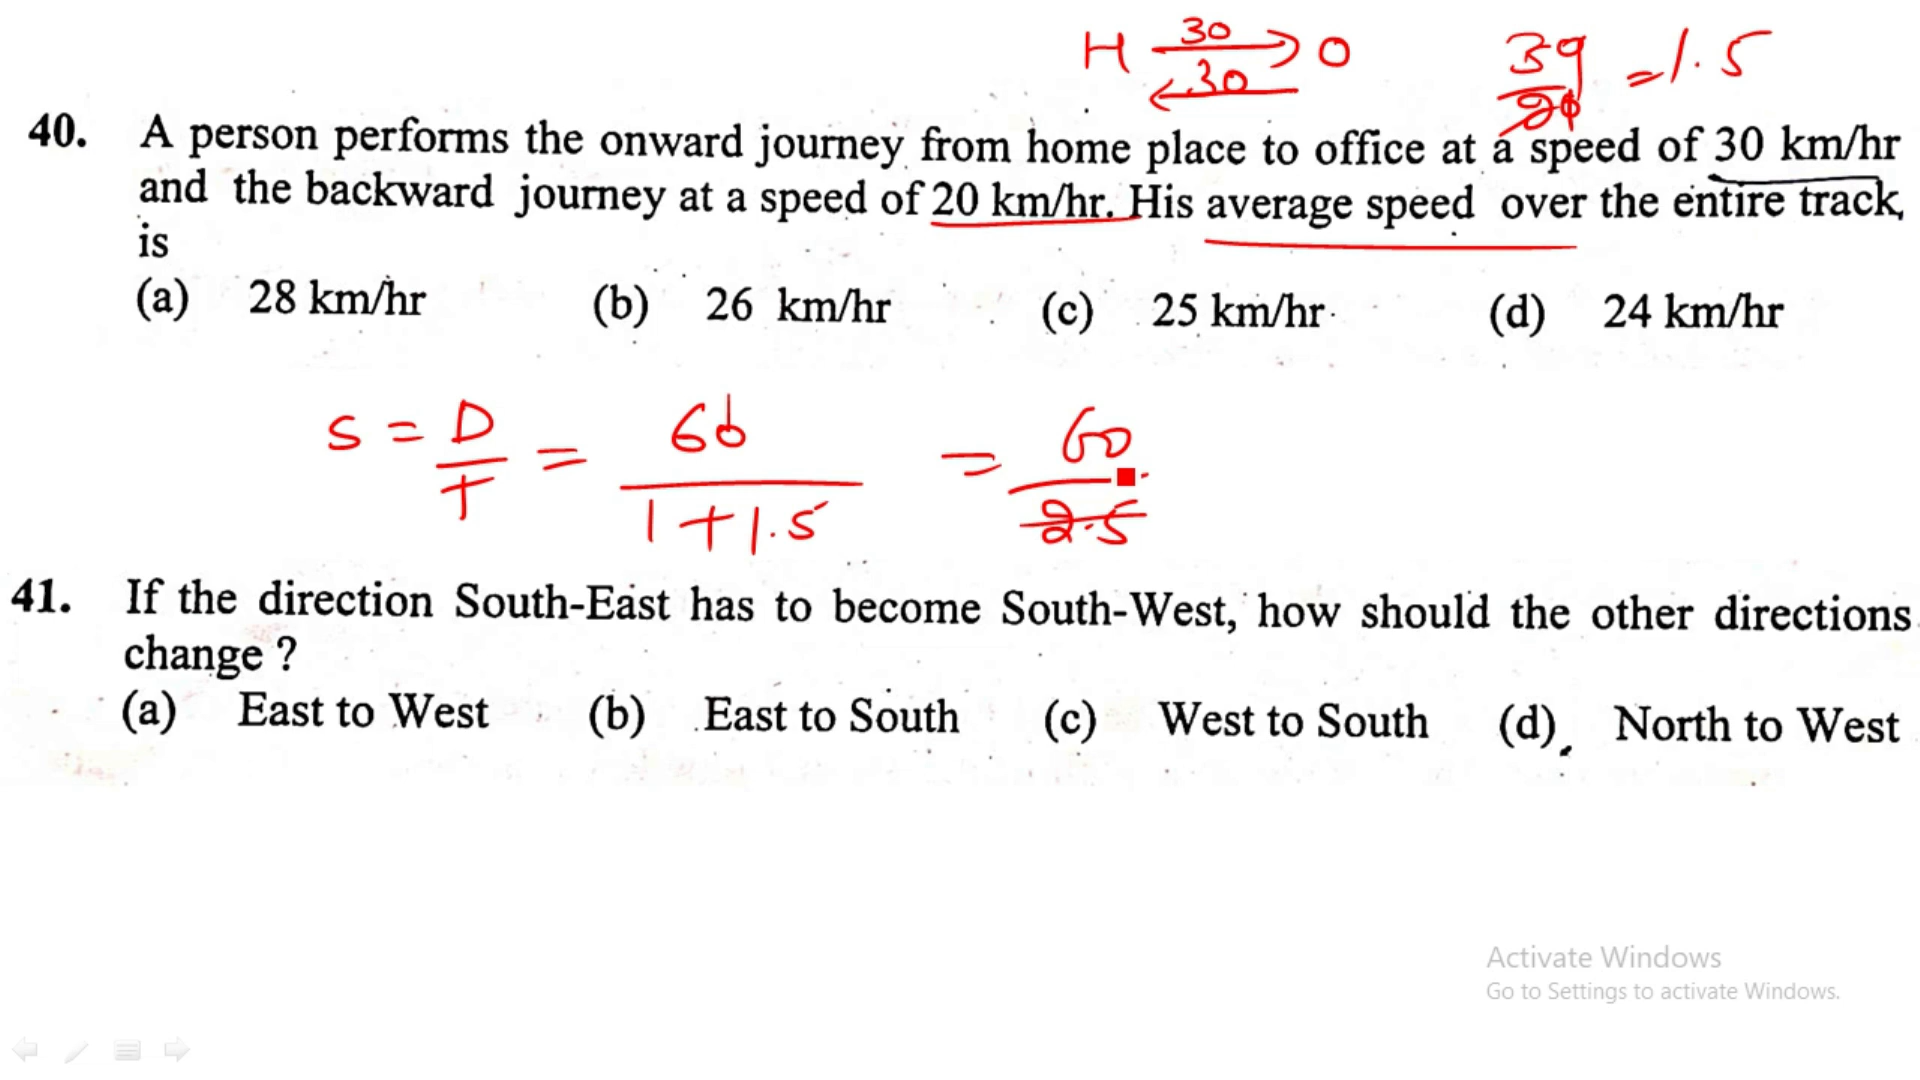 H 30 O
30
30/20 = 1.5
40. A person performs the onward journey from home place to office at a speed of 30 km/hr
and the backward journey at a speed of 20 km/hr. His average speed over the entire track,
is
(a) 28 km/hr (b) 26 km/hr (c) 25 km/hr (d) 24 km/hr
S = D/T = 60/1+1.5 = 60/2.5
41. If the direction South-East has to become South-West, how should the other directions
change ?
(a) East to West (b) East to South (c) West to South (d) North to West
Activate Windows
Go to Settings to activate Windows.